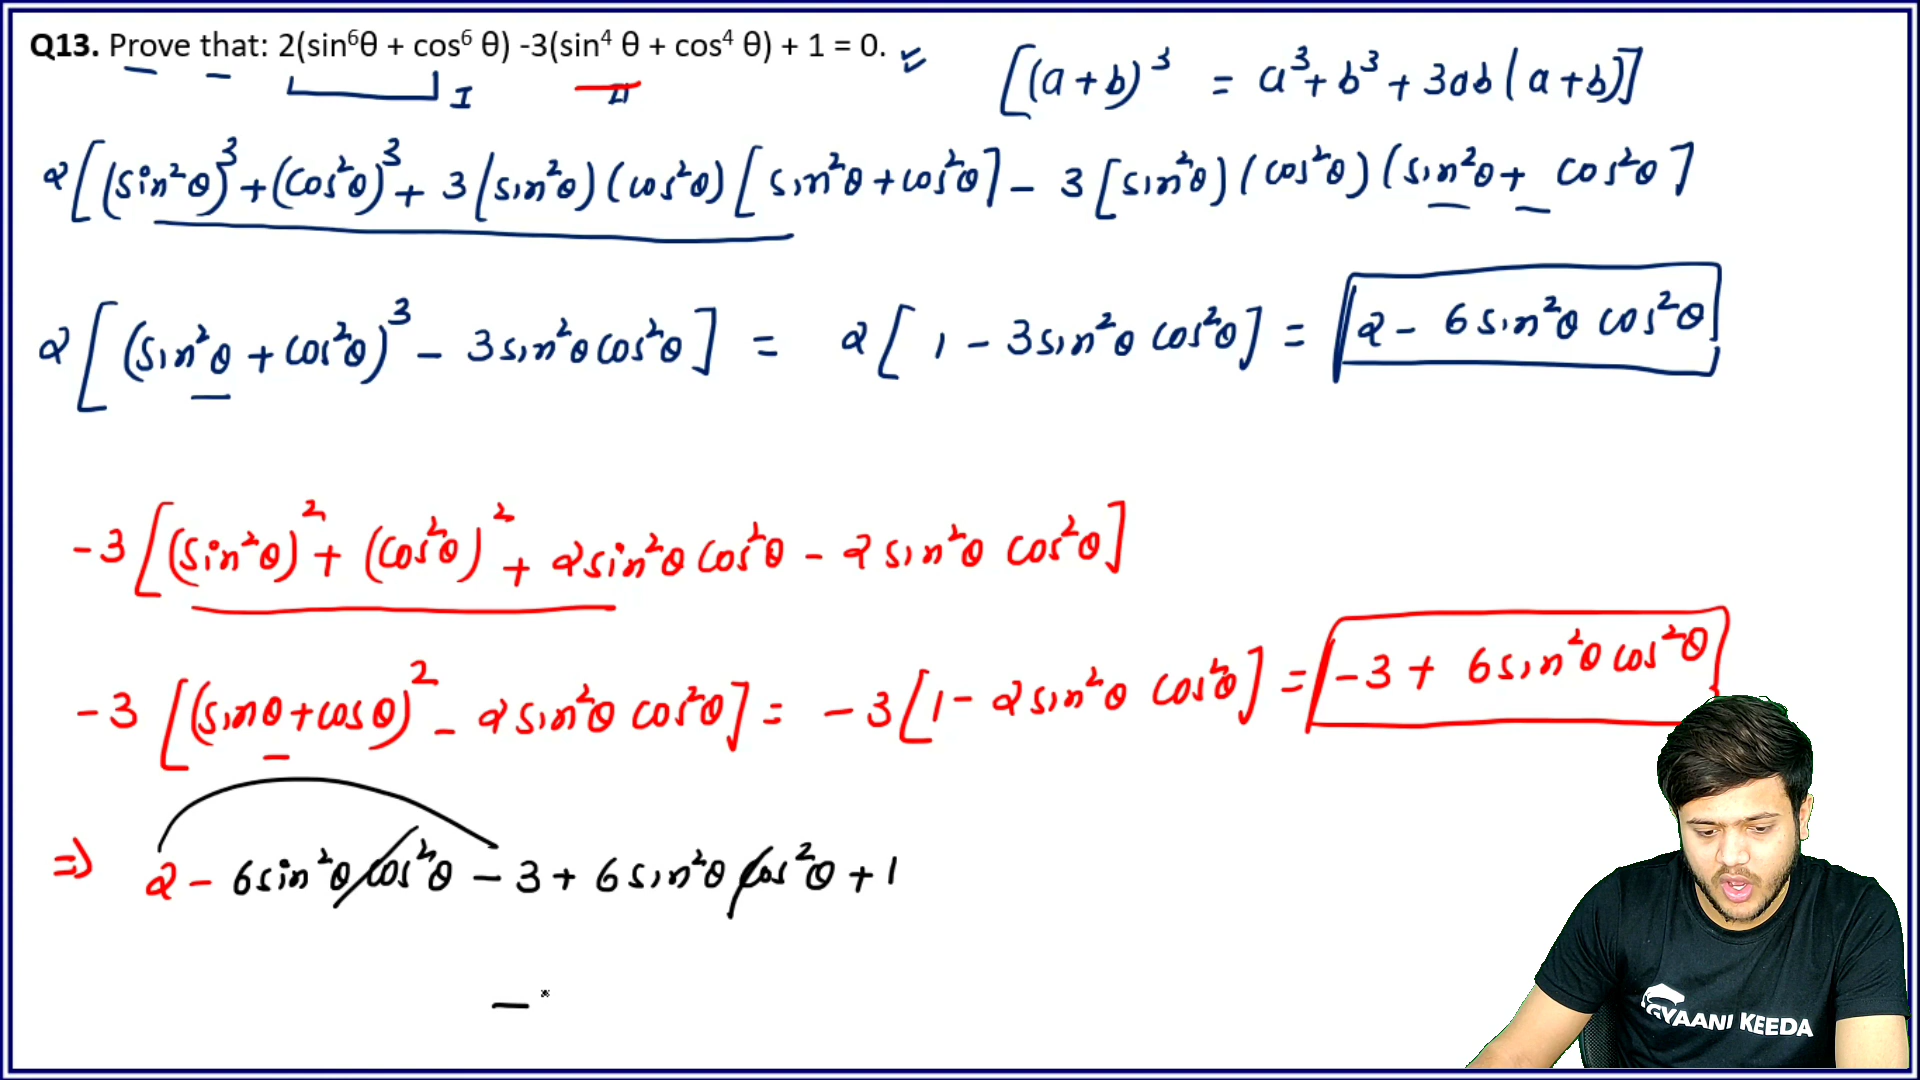 Q13. Prove that: 2(sin⁶θ + cos⁶ θ) -3(sin⁴ θ + cos⁴ θ) + 1 = 0.
[(a+b)³ = a³+b³+3ab(a+b)]
I II
2[(sin²θ)³+(cos²θ)³+3(sin²θ)(cos²θ)[sin²θ+cos²θ]-3[sin²θ)(cos²θ)(sin²θ+cos²θ]
2[(sin²θ+cos²θ)³-3sin²θcos²θ] = 2[1-3sin²θ cos²θ] = 2-6sin²θ cos²θ
-3[(sin²θ)²+(cos²θ)²+2sin²θ cos²θ-2sin²θ cos²θ]
-3[(sinθ+cosθ)²-2sin²θ cos²θ] = -3[1-2sin²θ cos²θ] = -3+6sin²θ cos²θ
⇒ 2-6sin²θ cos²θ-3+6sin²θ cos²θ+1
-
GYAANI KEEDA